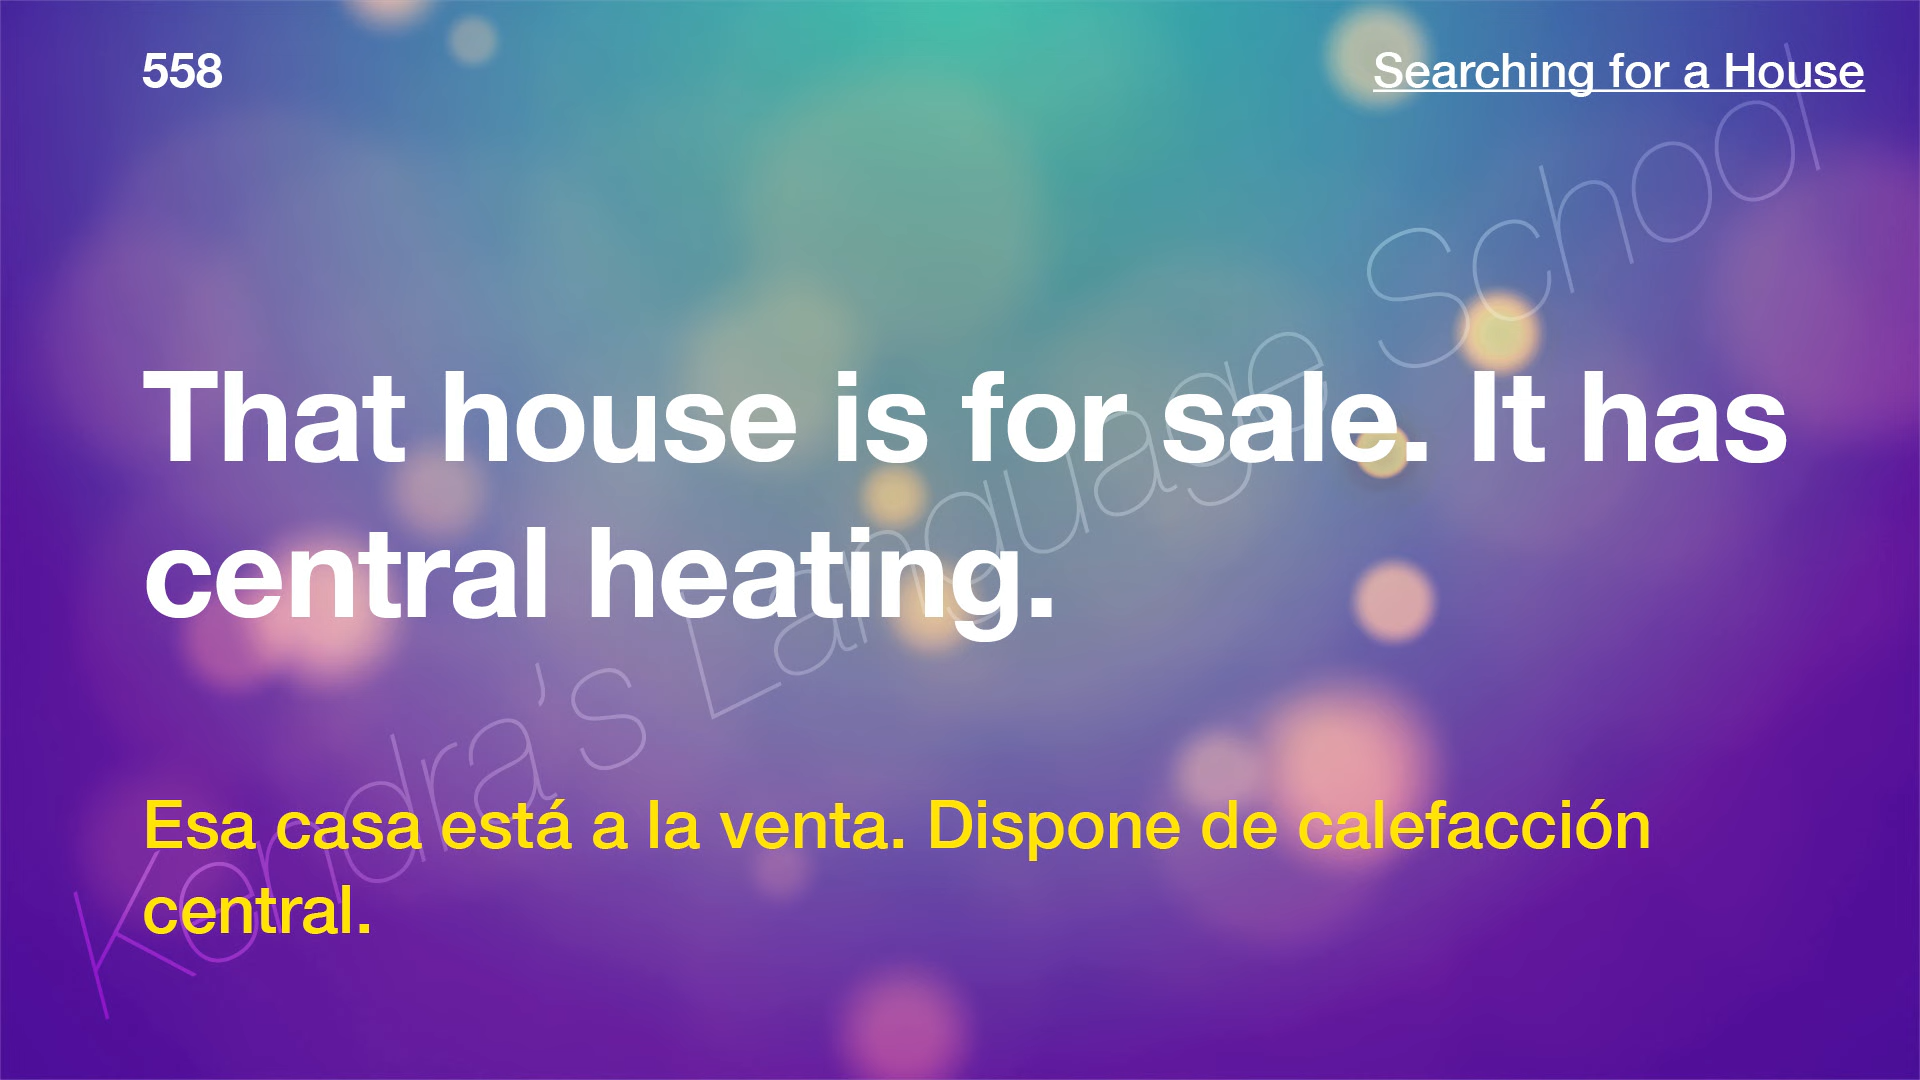 558
Searching for a House
That house is for sale. It has
central heating.
Esa casa está a la venta. Dispone de calefacción
central.
Kendra's Language School